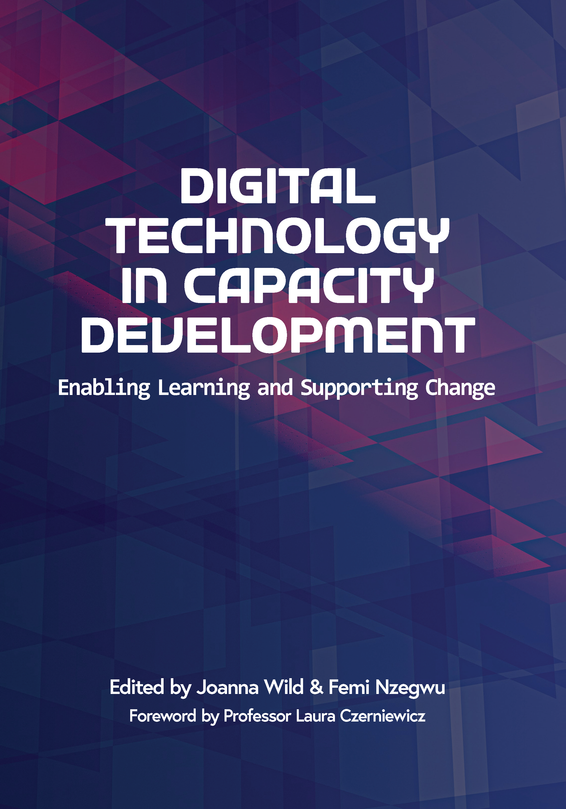 DIGITAL
TECHNOLOGY
IN CAPACITY
DEVELOPMENT
Enabling Learning and Supporting Change
Edited by Joanna Wild & Femi Nzegwu
Foreword by Professor Laura Czerniewicz